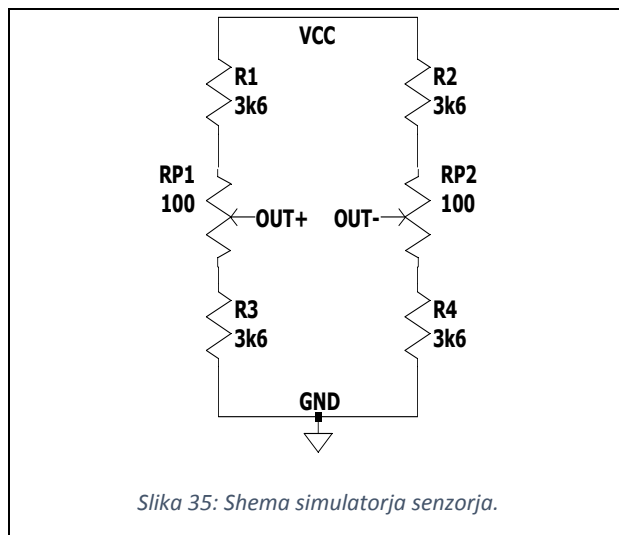 VCC
R1
3k6
R2
3k6
RP1
100
OUT+
OUT-
RP2
100
R3
3k6
R4
3k6
GND
Slika 35: Shema simulatorja senzorja.